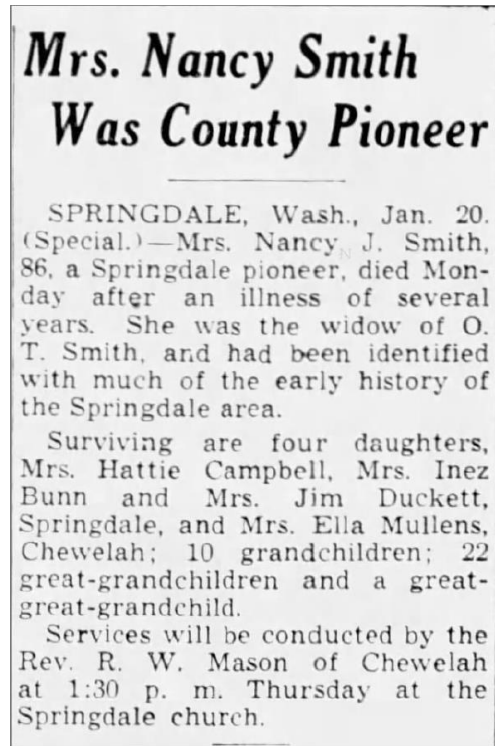 Mrs. Nancy Smith
Was County Pioneer
SPRINGDALE, Wash., Jan. 20.
(Special.)—Mrs. Nancy J. Smith,
86, a Springdale pioneer, died Mon-
day after an illness of several
years. She was the widow of O.
T. Smith, and had been identified
with much of the early history of
the Springdale area.
Surviving are four daughters,
Mrs. Hattie Campbell, Mrs. Inez
Bunn and Mrs. Jim Duckett,
Springdale, and Mrs. Ella Mullens,
Chewelah; 10 grandchildren; 22
great-grandchildren and a great-
great-grandchild.
Services will be conducted by the
Rev. R. W. Mason of Chewelah
at 1:30 p. m. Thursday at the
Springdale church.